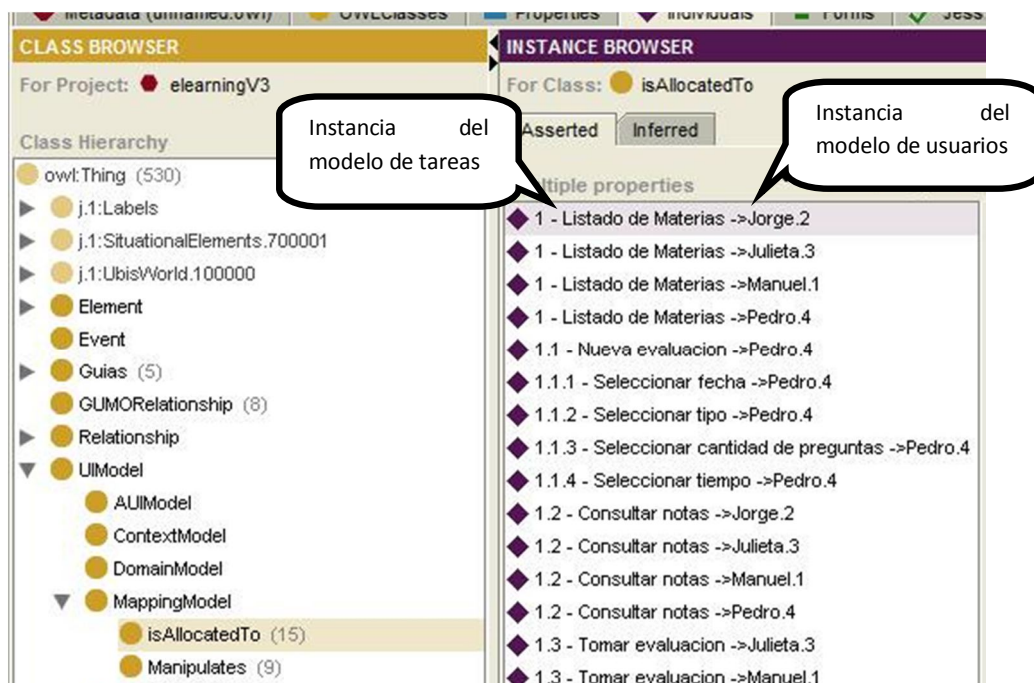 Metadata (unnamed.owl) OWLClasses Properties Individuals Forms Jess
CLASS BROWSER
For Project: elearningV3
Class Hierarchy
owl:Thing (530)
j.1:Labels
j.1:SituationalElements.700001
j.1:UbisWorld.100000
Element
Event
Guias (5)
GUMORelationship (8)
Relationship
UIModel
AUIModel
ContextModel
DomainModel
MappingModel
isAllocatedTo (15)
Manipulates (9)
Instancia del
modelo de tareas
INSTANCE BROWSER
For Class: isAllocatedTo
Instancia del
modelo de usuarios
Asserted Inferred
properties
1 - Listado de Materias ->Jorge.2
1 - Listado de Materias ->Julieta.3
1 - Listado de Materias ->Manuel.1
1 - Listado de Materias ->Pedro.4
1.1 - Nueva evaluacion ->Pedro.4
1.1.1 - Seleccionar fecha ->Pedro.4
1.1.2 - Seleccionar tipo ->Pedro.4
1.1.3 - Seleccionar cantidad de preguntas ->Pedro.4
1.1.4 - Seleccionar tiempo ->Pedro.4
1.2 - Consultar notas ->Jorge.2
1.2 - Consultar notas ->Julieta.3
1.2 - Consultar notas ->Manuel.1
1.2 - Consultar notas ->Pedro.4
1.3 - Tomar evaluacion ->Julieta.3
1.3 - Tomar evaluacion ->Manuel.1